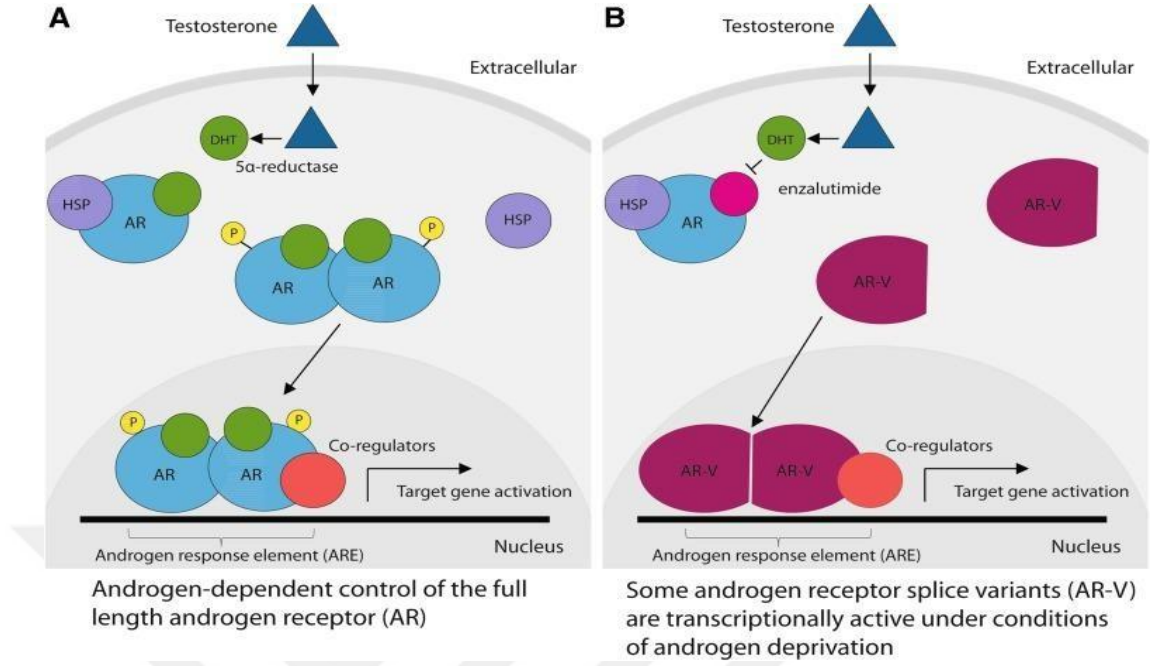 A
Testosterone
Extracellular
DHT
5α-reductase
HSP
AR
HSP
P
P
AR
AR
P
P
Co-regulators
AR
AR
Target gene activation
Nucleus
Androgen response element (ARE)
Androgen-dependent control of the full
length androgen receptor (AR)
B
Testosterone
Extracellular
DHT
enzalutimide
HSP
AR
AR-V
AR-V
Co-regulators
AR-V
AR-V
Target gene activation
Nucleus
Androgen response element (ARE)
Some androgen receptor splice variants (AR-V)
are transcriptionally active under conditions
of androgen deprivation